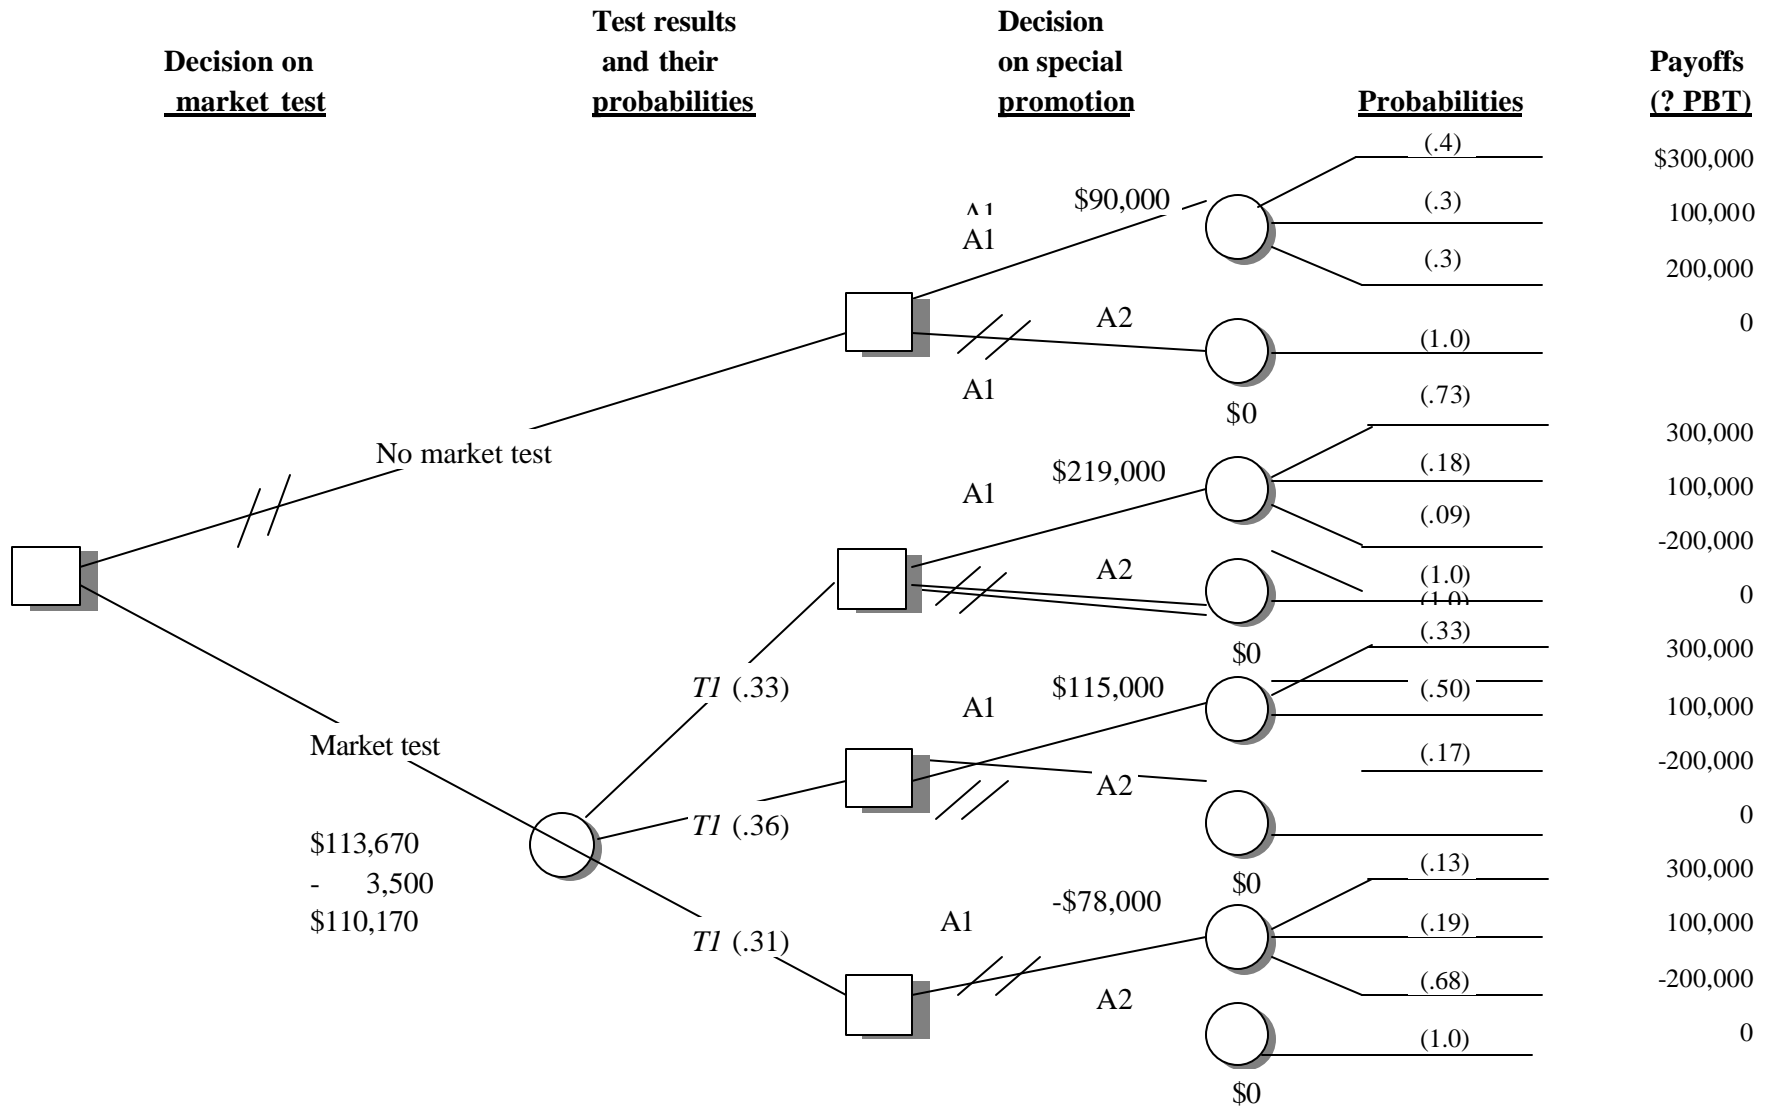 Test results
and their
probabilities
Decision
on special
promotion
Decision on
market test
Probabilities
Payoffs
(? PBT)
(.4)
$300,000
A1
A1
$90,000
(.3)
100,000
(.3)
200,000
A2
(1.0)
0
$0
No market test
A1
(.73)
300,000
A1
$219,000
(.18)
100,000
(.09)
-200,000
A2
(1.0)
(1.0)
0
$0
T1 (.33)
(.33)
300,000
A1
$115,000
(.50)
100,000
(.17)
-200,000
Market test
A2
0
$0
T1 (.36)
$113,670
- 3,500
$110,170
(.13)
300,000
A1
-$78,000
(.19)
100,000
T1 (.31)
(.68)
-200,000
A2
(1.0)
0
$0